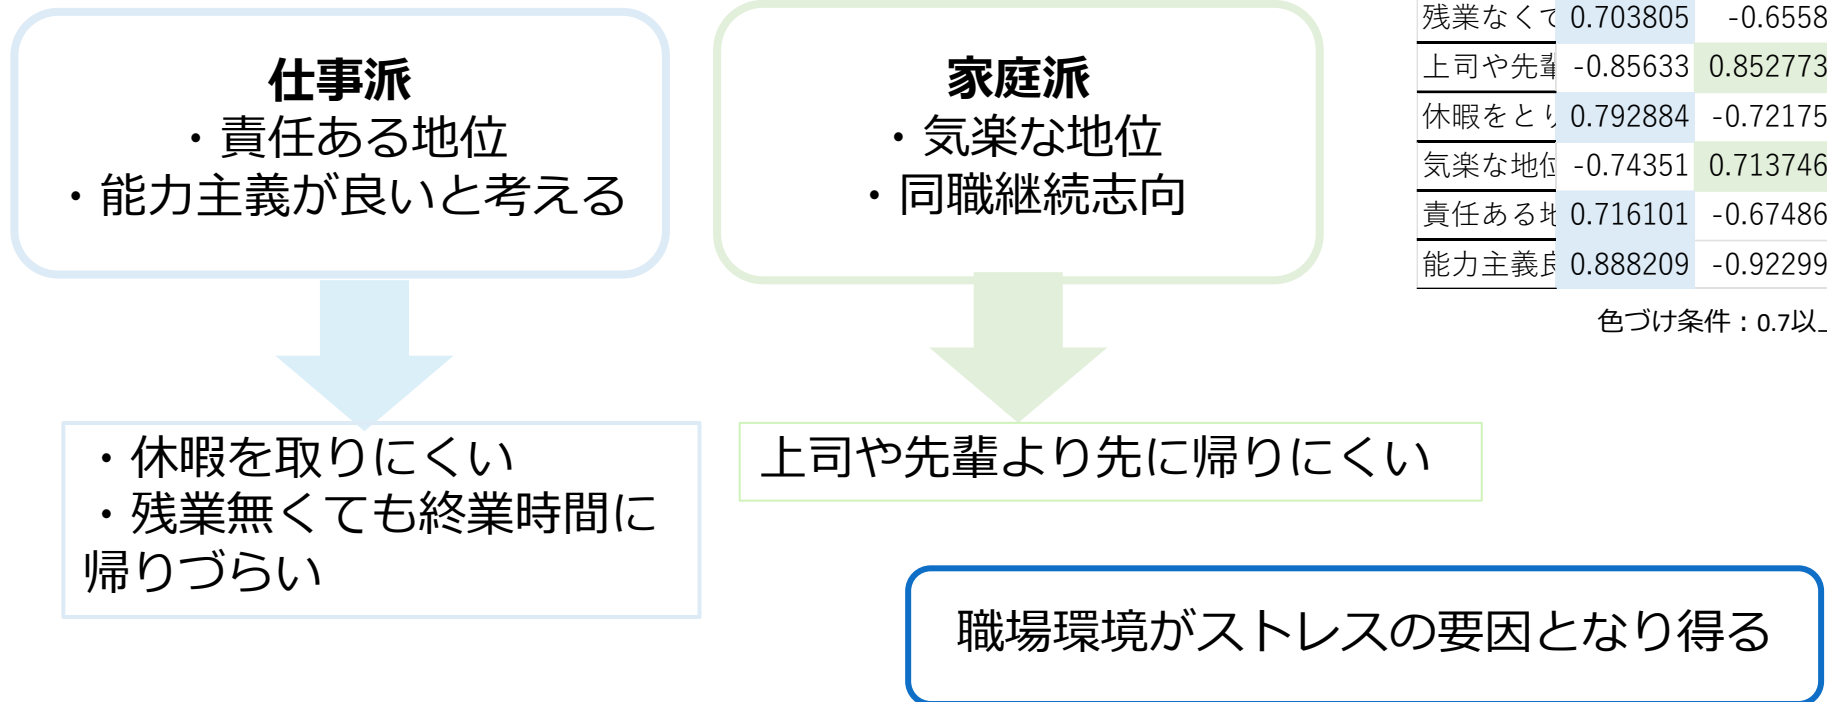 仕事派
・責任ある地位
・能力主義が良いと考える
家庭派
・気楽な地位
・同職継続志向
残業なくて 0.703805 -0.6558
上司や先輩 -0.85633 0.852773
休暇をとり 0.792884 -0.72175
気楽な地位 -0.74351 0.713746
責任ある地 0.716101 -0.67486
能力主義良 0.888209 -0.92299
色づけ条件：0.7以
・休暇を取りにくい
・残業無くても終業時間に
帰りづらい
上司や先輩より先に帰りにくい
職場環境がストレスの要因となり得る